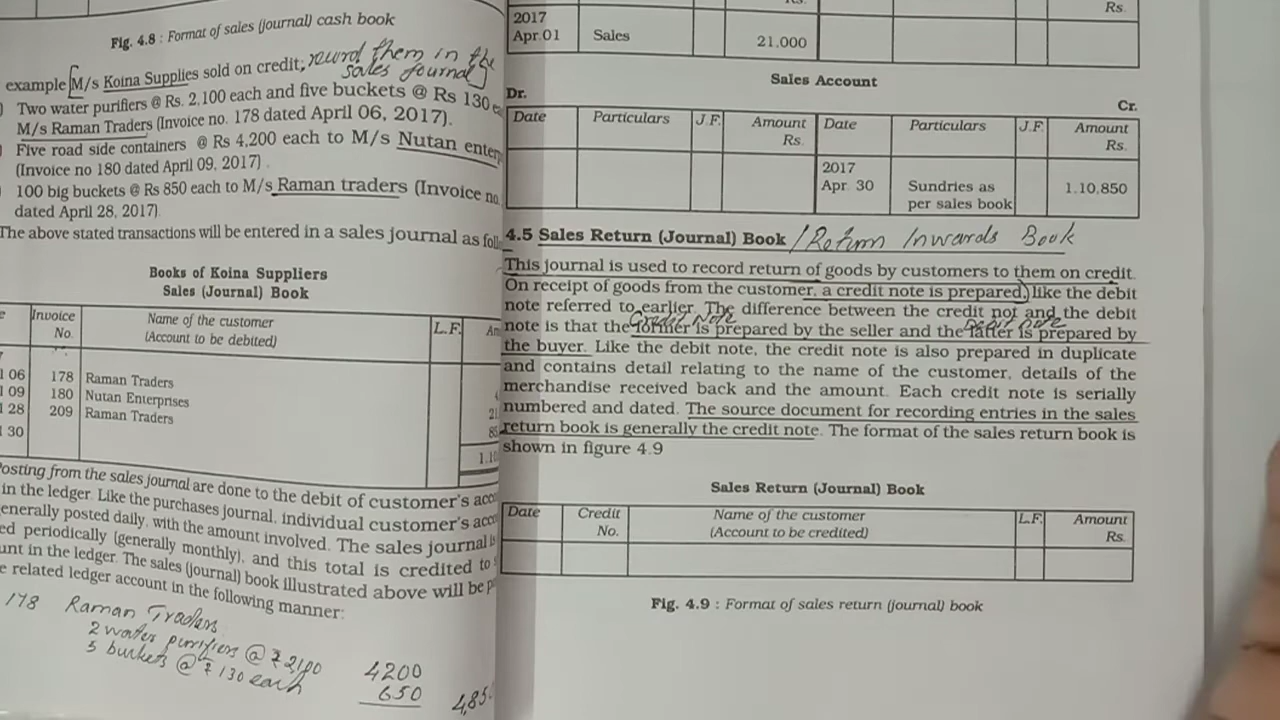 Fig. 4.8 : Format of sales (journal) cash book
example M/s Koina Supplies sold on credit; record them in the
sales journal
Two water purifiers @ Rs. 2,100 each and five buckets @ Rs 130
M/s Raman Traders (Invoice no. 178 dated April 06, 2017).
Five road side containers @ Rs 4,200 each to M/s Nutan
(Invoice no 180 dated April 09, 2017)
100 big buckets @ Rs 850 each to M/s Raman traders (Invoice no.
dated April 28, 2017).
The above stated transactions will be entered in a sales journal as
Books of Koina Suppliers
Sales (Journal) Book
Invoice No. Name of the customer (Account to be debited) L.F.
06 178 Raman Traders
09 180 Nutan Enterprises
28 209 Raman Traders
30
Posting from the sales journal are done to the debit of customer's
in the ledger. Like the purchases journal, individual customer's
generally posted daily, with the amount involved. The sales journal
periodically (generally monthly), and this total is credited to
in the ledger. The sales (journal) book illustrated above will be
related ledger account in the following manner:
178 Raman Traders
2 water purifiers @ ₹ 2,100 4200
5 buckets @ ₹ 130 each 650
Rs. Rs.
2017
Apr.01 Sales 21,000
Sales Account
Dr. Cr.
Date Particulars J.F. Amount Rs. Date Particulars J.F. Amount Rs.
2017
Apr. 30 Sundries as 1,10,850
per sales book
4.5 Sales Return (Journal) Book / Return Inwards Book
This journal is used to record return of goods by customers to them on credit.
On receipt of goods from the customer, a credit note is prepared, like the debit
note referred to earlier. The difference between the credit not and the debit
Credit Note Debit note
note is that the former is prepared by the seller and the latter is prepared by
the buyer. Like the debit note, the credit note is also prepared in duplicate
and contains detail relating to the name of the customer, details of the
merchandise received back and the amount. Each credit note is serially
numbered and dated. The source document for recording entries in the sales
return book is generally the credit note. The format of the sales return book is
shown in figure 4.9
Sales Return (Journal) Book
Date Credit No. Name of the customer (Account to be credited) L.F. Amount Rs.
Fig. 4.9 : Format of sales return (journal) book